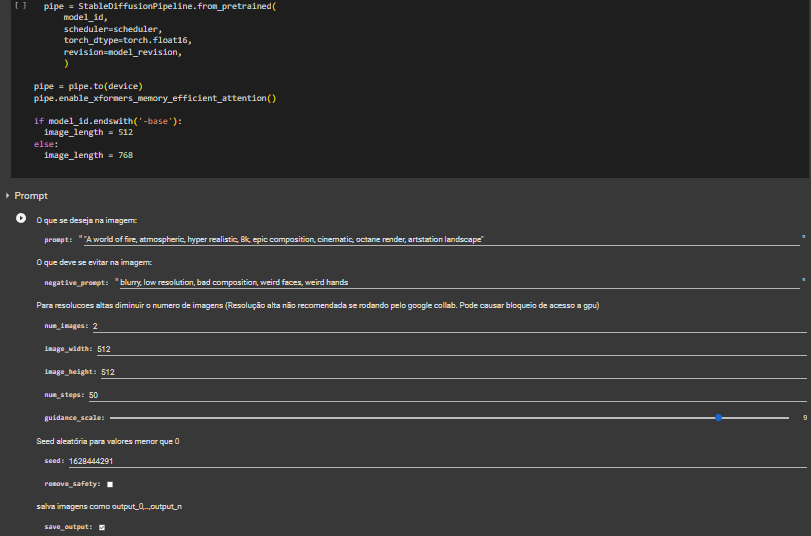 [ ] pipe = StableDiffusionPipeline.from_pretrained(
model_id,
scheduler=scheduler,
torch_dtype=torch.float16,
revision=model_revision,
)
pipe = pipe.to(device)
pipe.enable_xformers_memory_efficient_attention()
if model_id.endswith('-base'):
image_length = 512
else:
image_length = 768
Prompt
O que se deseja na imagem:
prompt: " "A world of fire, atmospheric, hyper realistic, 8k, epic composition, cinematic, octane render, artstation landscape" "
O que deve se evitar na imagem:
negative_prompt: " blurry, low resolution, bad composition, weird faces, weird hands "
Para resolucoes altas diminuir o numero de imagens (Resolução alta não recomendada se rodando pelo google collab. Pode causar bloqueio de acesso a gpu)
num_images: 2
image_width: 512
image_height: 512
num_steps: 50
guidance_scale: 9
Seed aleatória para valores menor que 0
seed: 1628444291
remove_safety:
salva imagens como output_0,..,output_n
save_output: